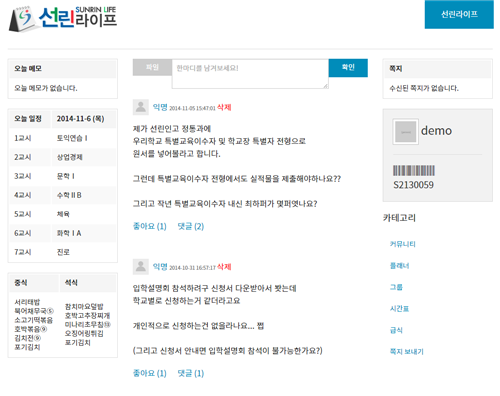 선린라이프
SUNRIN LIFE
선린라이프
오늘 메모
오늘 메모가 없습니다.
오늘 일정 2014-11-6 (목)
1교시 토익연습 I
2교시 상업경제
3교시 문학 I
4교시 수학 II B
5교시 체육
6교시 화학 I A
7교시 진로
중식 석식
서리태밥
북어채무국⑤
소고기떡볶음
호박볶음⑨
김치전⑨
포기김치
참치마요덮밥
호박고추장찌개
미나리초무침⑬
오징어링튀김
포기김치
파일
한마디를 남겨보세요!
확인
익명 2014-11-05 15:47:01 삭제
제가 선린인고 정통과에
우리학교 특별교육이수자 및 학교장 특별자 전형으로
원서를 넣어볼라고 합니다.
그런데 특별교육이수자 전형에서도 실적물을 제출해야하나요??
그리고 작년 특별교육이수자 내신 최하퍼가 몇퍼엿나요?
좋아요 (1) 댓글 (2)
익명 2014-10-31 16:57:17 삭제
입학설명회 참석하려구 신청서 다운받아서 봣는데
학교별로 신청하는거 같더라고요
개인적으로 신청하는건 없을라나요... 쩝
(그리고 신청서 안내면 입학설명회 참석이 불가능한가요?)
좋아요 (1) 댓글 (1)
쪽지
수신된 쪽지가 없습니다.
demo
S2130059
카테고리
커뮤니티
플래너
그룹
시간표
급식
쪽지 보내기